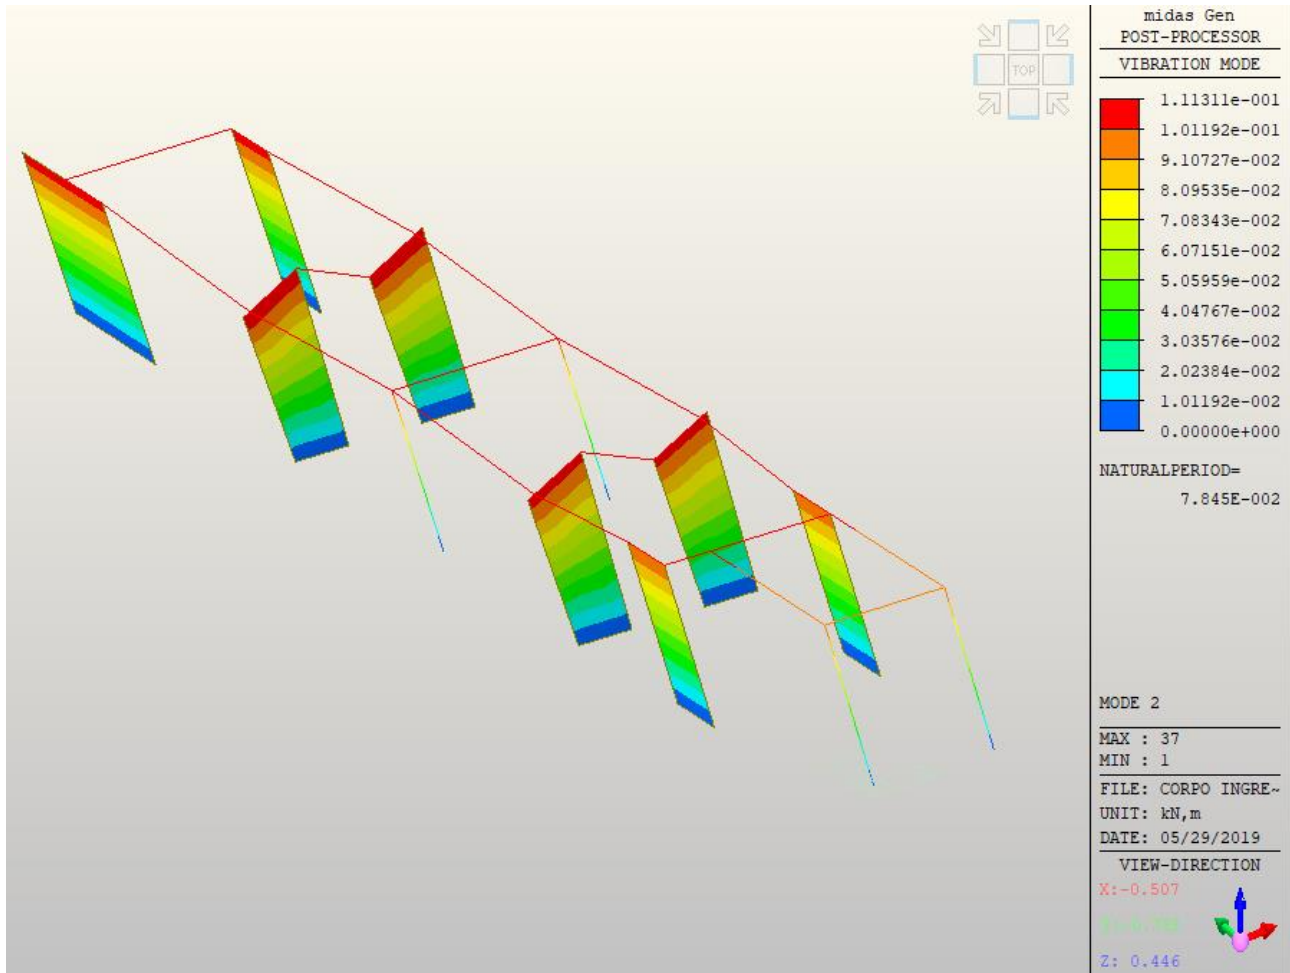 TOP
midas Gen
POST-PROCESSOR
VIBRATION MODE
1.11311e-001
1.01192e-001
9.10727e-002
8.09535e-002
7.08343e-002
6.07151e-002
5.05959e-002
4.04767e-002
3.03576e-002
2.02384e-002
1.01192e-002
0.00000e+000
NATURALPERIOD=
7.845E-002
MODE 2
MAX : 37
MIN : 1
FILE: CORPO INGRE~
UNIT: kN,m
DATE: 05/29/2019
VIEW-DIRECTION
X:-0.507
Z: 0.446